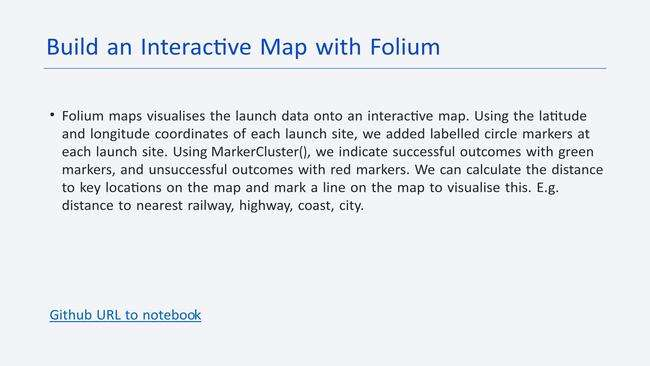 Build an Interactive Map with Folium
• Folium maps visualises the launch data onto an interactive map. Using the latitude
and longitude coordinates of each launch site, we added labelled circle markers at
each launch site. Using MarkerCluster(), we indicate successful outcomes with green
markers, and unsuccessful outcomes with red markers. We can calculate the distance
to key locations on the map and mark a line on the map to visualise this. E.g.
distance to nearest railway, highway, coast, city.
Github URL to notebook